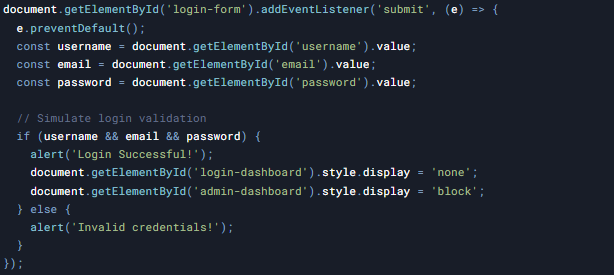 document.getElementById('login-form').addEventListener('submit', (e) => {
  e.preventDefault();
  const username = document.getElementById('username').value;
  const email = document.getElementById('email').value;
  const password = document.getElementById('password').value;

  // Simulate login validation
  if (username && email && password) {
    alert('Login Successful!');
    document.getElementById('login-dashboard').style.display = 'none';
    document.getElementById('admin-dashboard').style.display = 'block';
  } else {
    alert('Invalid credentials!');
  }
});